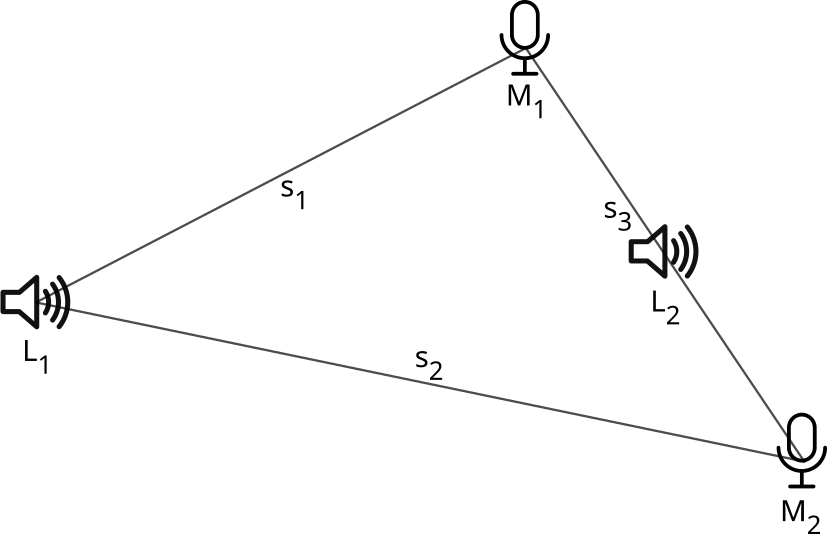 M₁
s₁
s₃
L₂
L₁
s₂
M₂